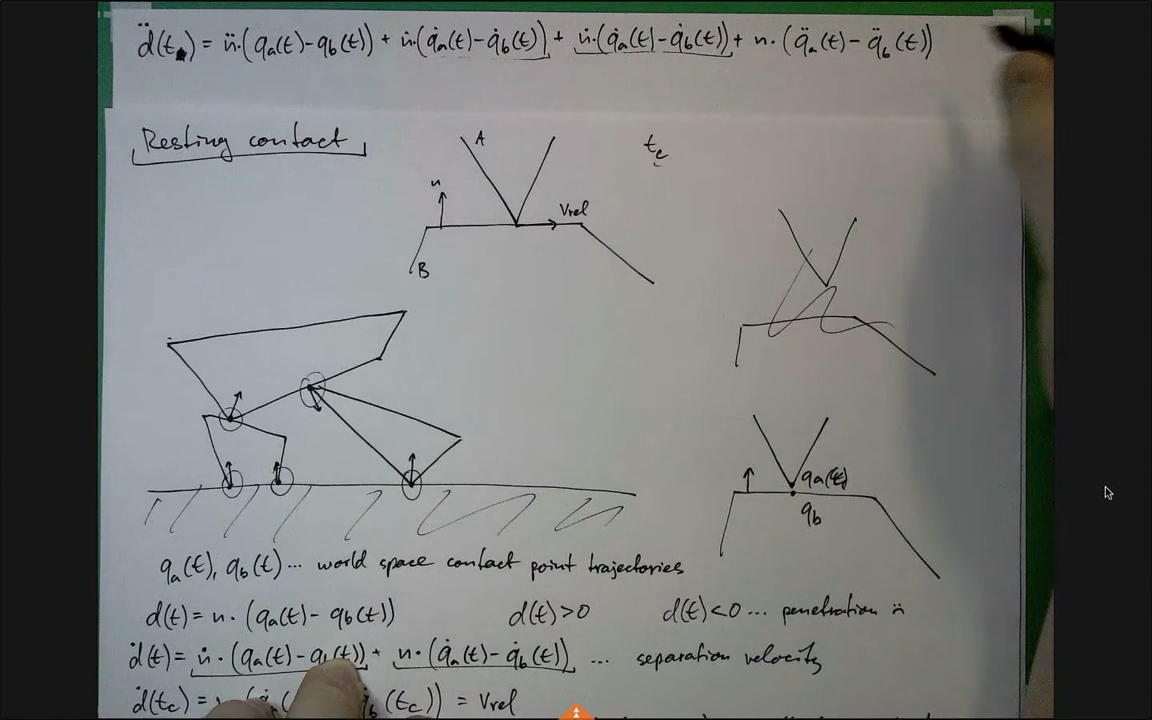 d̈(t) = n̈·(qa(t)-qb(t)) + ṅ·(q̇a(t)-q̇b(t)) + ṅ·(q̇a(t)-q̇b(t)) + n·(q̈a(t)-q̈b(t))
Resting contact
A
tc
n
Vrel
B
qa(t)
qb
qa(t), qb(t) ... world space contact point trajectories
d(t) = n·(qa(t)-qb(t)) d(t)>0 d(t)<0 ... penetration ¨n
ḋ(t) = ṅ·(qa(t)-qb(t)) + n·(q̇a(t)-q̇b(t)) ... separation velocity
ḋ(tc) = (tc)) = Vrel